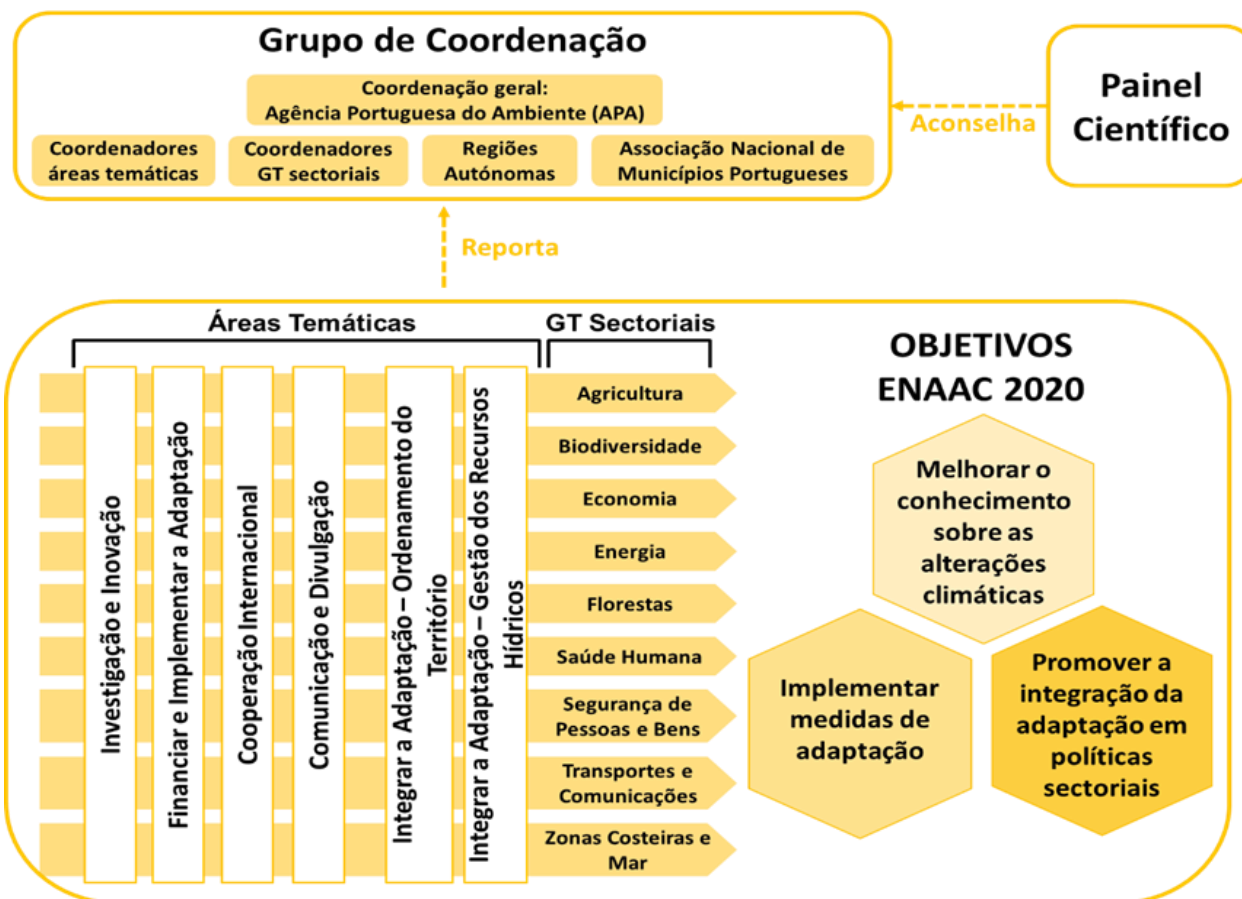 Grupo de Coordenação
Coordenação geral:
Agência Portuguesa do Ambiente (APA)
Coordenadores
áreas temáticas
Coordenadores
GT sectoriais
Regiões
Autónomas
Associação Nacional de
Municípios Portugueses
Painel
Científico
Aconselha
Reporta
Áreas Temáticas
GT Sectoriais
Investigação e Inovação
Financiar e Implementar a Adaptação
Cooperação Internacional
Comunicação e Divulgação
Integrar a Adaptação – Ordenamento do
Território
Integrar a Adaptação – Gestão dos Recursos
Hídricos
Agricultura
Biodiversidade
Economia
Energia
Florestas
Saúde Humana
Segurança de
Pessoas e Bens
Transportes e
Comunicações
Zonas Costeiras e
Mar
OBJETIVOS
ENAAC 2020
Melhorar o
conhecimento
sobre as
alterações
climáticas
Implementar
medidas de
adaptação
Promover a
integração da
adaptação em
políticas
sectoriais